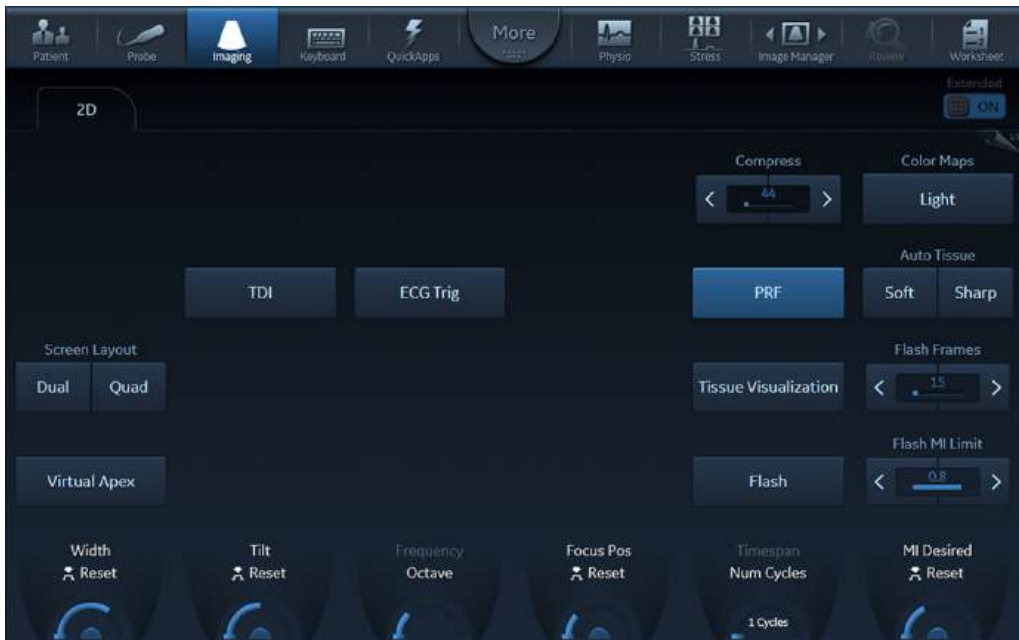 Patient
Probe
Imaging
Keyboard
QuickApps
More
Physio
Stress
Image Manager
Review
Worksheet
Extended
ON
2D
Compress
Color Maps
44
Light
Auto Tissue
TDI
ECG Trig
PRF
Soft
Sharp
Screen Layout
Flash Frames
Dual
Quad
Tissue Visualization
15
Flash MI Limit
Virtual Apex
Flash
0.8
Width
Tilt
Frequency
Focus Pos
Timespan
MI Desired
Reset
Reset
Octave
Reset
Num Cycles
Reset
1 Cycles